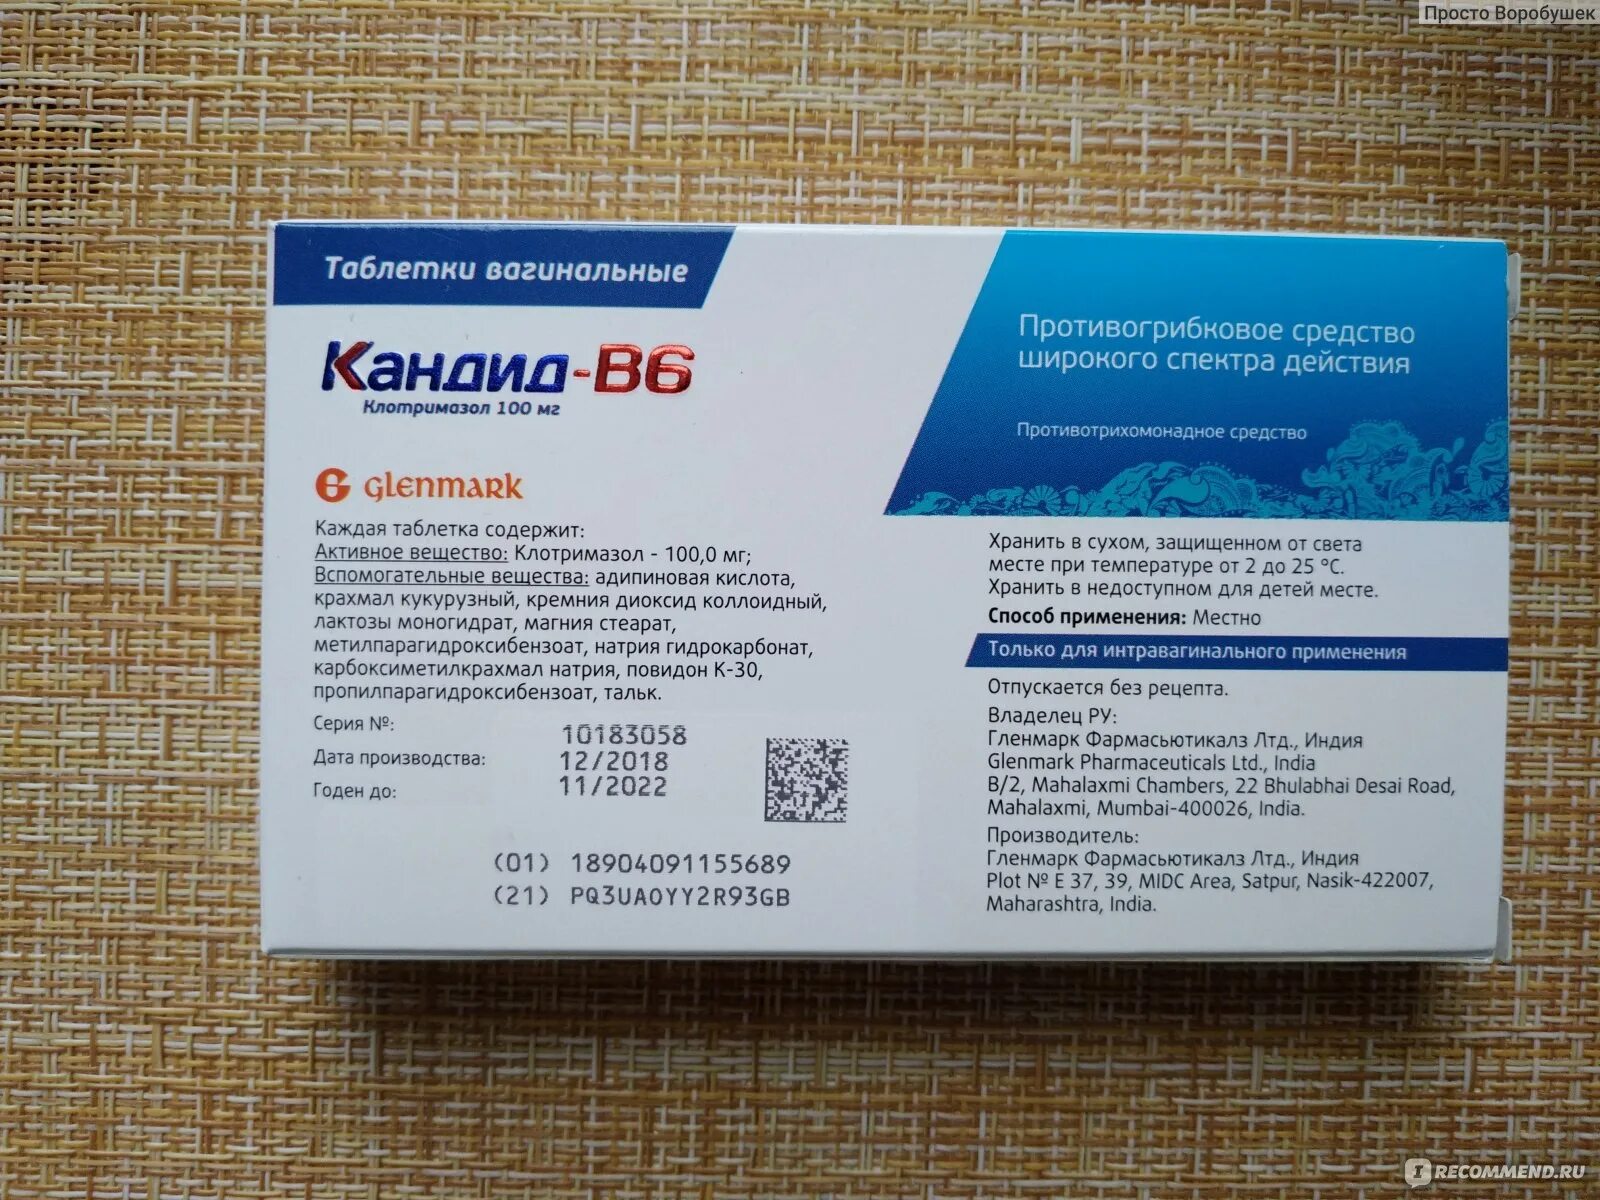 Просто Воробушек
Таблетки вагинальные
Кандид-В6
Клотримазол 100 мг
glenmark
Каждая таблетка содержит:
Активное вещество: Клотримазол - 100,0 мг;
Вспомогательные вещества: адипиновая кислота,
крахмал кукурузный, кремния диоксид коллоидный,
лактозы моногидрат, магния стеарат,
метилпарагидроксибензоат, натрия гидрокарбонат,
карбоксиметилкрахмал натрия, повидон К-30,
пропилпарагидроксибензоат, тальк.
Серия №: 10183058
Дата производства: 12/2018
Годен до: 11/2022
(01) 18904091155689
(21) PQ3UA0YY2R93GB
Противогрибковое средство
широкого спектра действия
Противотрихомонадное средство
Хранить в сухом, защищенном от света
месте при температуре от 2 до 25 °С.
Хранить в недоступном для детей месте.
Способ применения: Местно
Только для интравагинального применения
Отпускается без рецепта.
Владелец РУ:
Гленмарк Фармасьютикалз Лтд., Индия
Glenmark Pharmaceuticals Ltd., India
B/2, Mahalaxmi Chambers, 22 Bhulabhai Desai Road,
Mahalaxmi, Mumbai-400026, India.
Производитель:
Гленмарк Фармасьютикалз Лтд., Индия
Plot № E 37, 39, MIDC Area, Satpur, Nasik-422007,
Maharashtra, India.
IRECOMMEND.RU